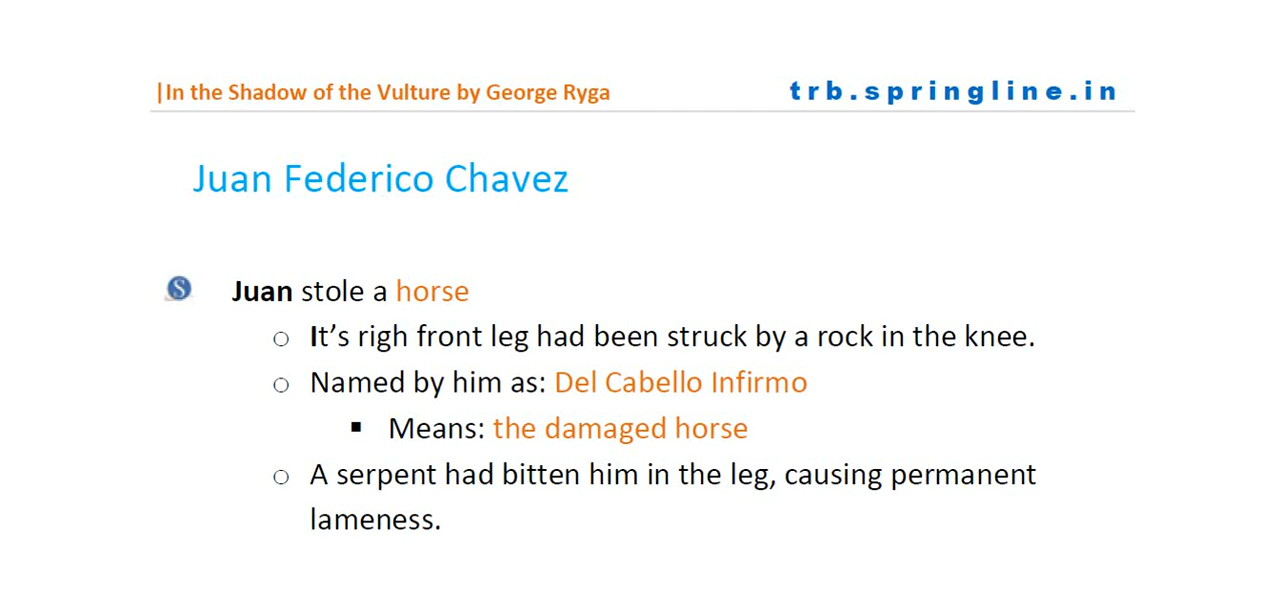 |In the Shadow of the Vulture by George Ryga
trb.springline.in
Juan Federico Chavez
S
Juan stole a horse
○ It's righ front leg had been struck by a rock in the knee.
○ Named by him as: Del Cabello Infirmo
▪ Means: the damaged horse
○ A serpent had bitten him in the leg, causing permanent
lameness.